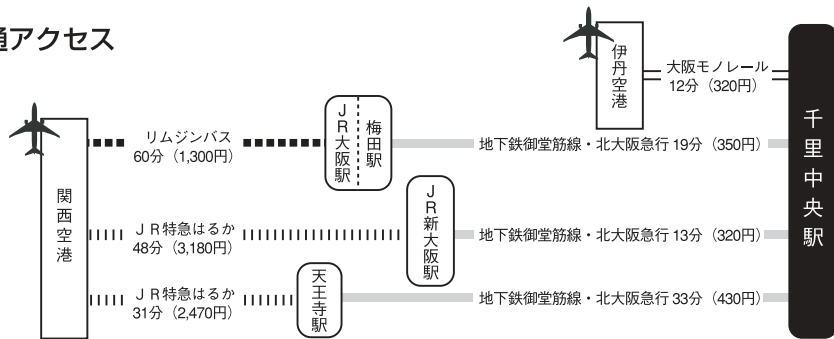 通アクセス
伊丹空港
大阪モノレール
12分（320円）
千里中央駅
関西空港
リムジンバス
60分（1,300円）
JR大阪駅
梅田駅
地下鉄御堂筋線・北大阪急行 19分（350円）
ＪＲ特急はるか
48分（3,180円）
JR新大阪駅
地下鉄御堂筋線・北大阪急行 13分（320円）
ＪＲ特急はるか
31分（2,470円）
天王寺駅
地下鉄御堂筋線・北大阪急行 33分（430円）